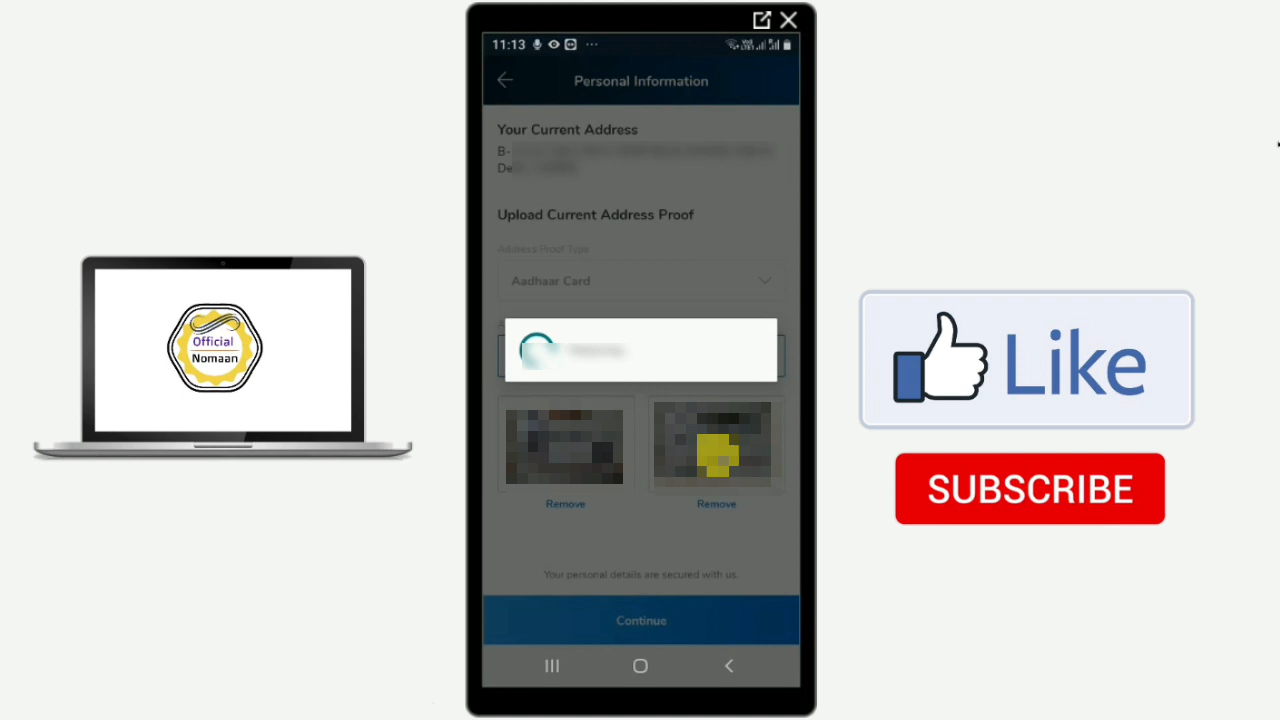 11:13
Personal Information
Your Current Address
B-
De
Upload Current Address Proof
Address Proof Type
Aadhaar Card
Remove
Remove
Your personal details are secured with us.
Continue
Official
Nomaan
Like
SUBSCRIBE